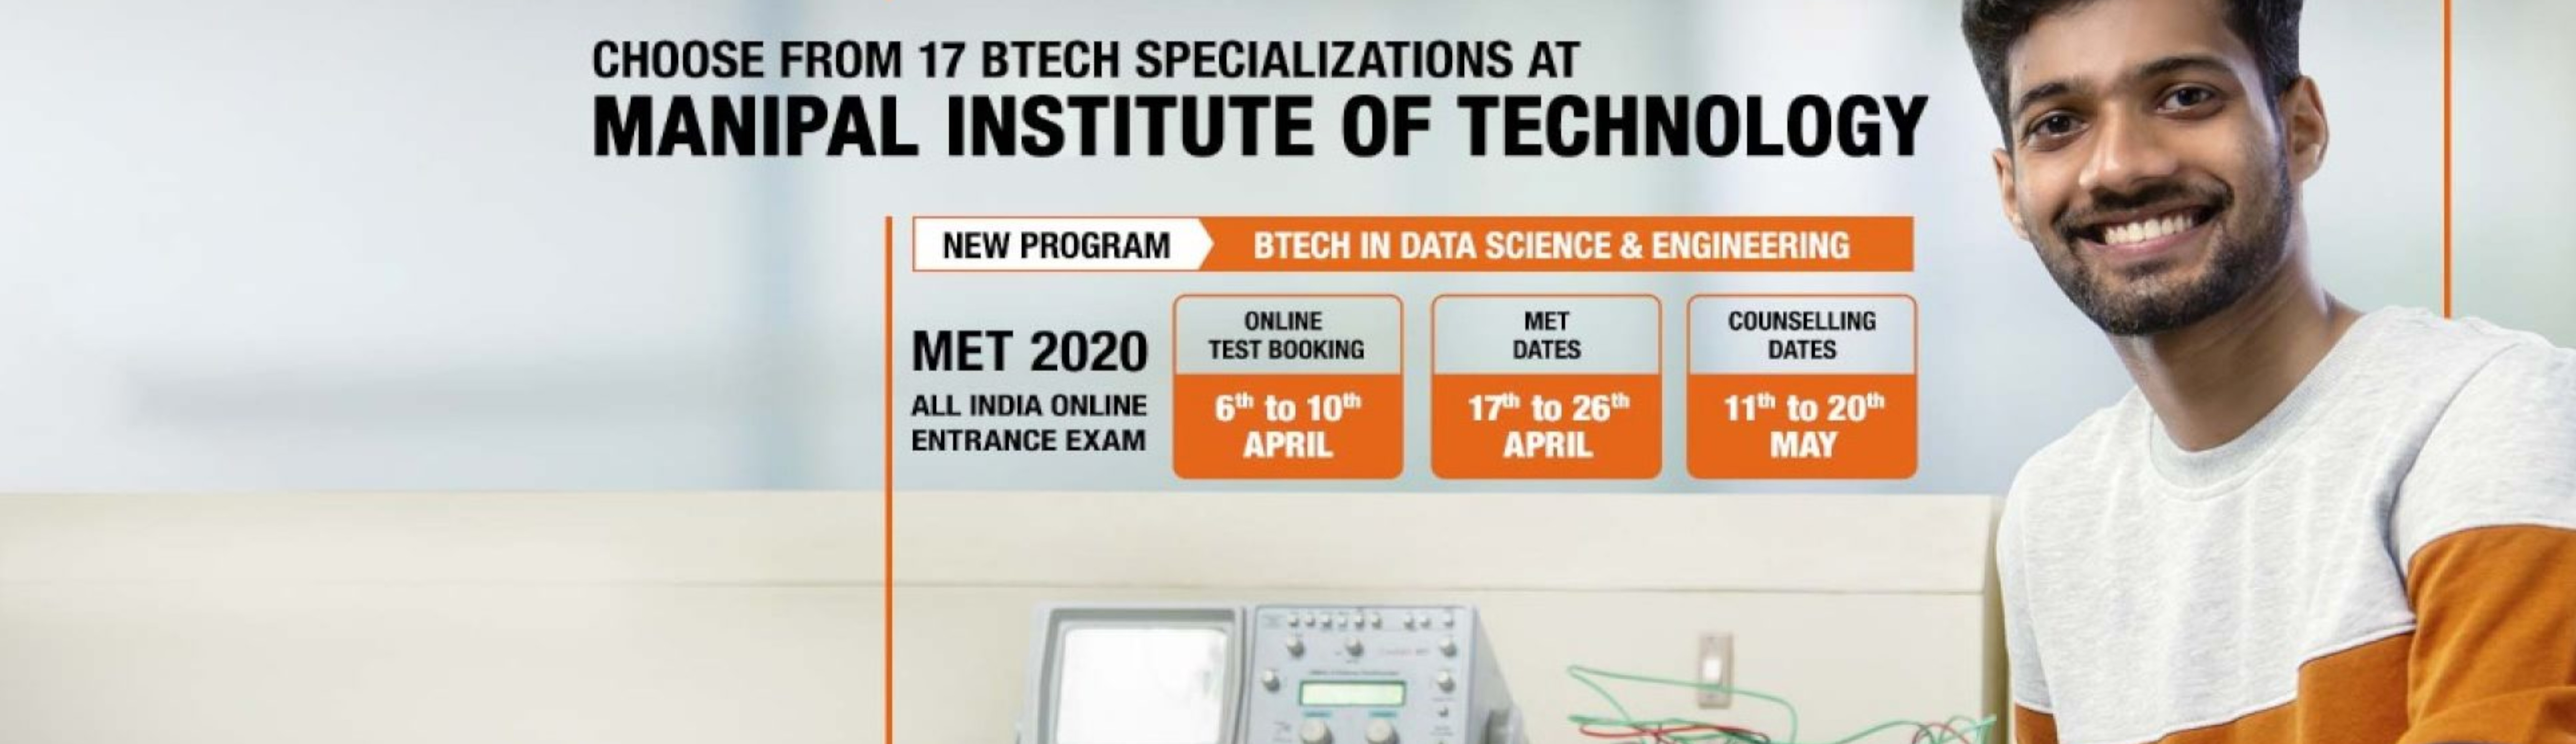 CHOOSE FROM 17 BTECH SPECIALIZATIONS AT
MANIPAL INSTITUTE OF TECHNOLOGY
NEW PROGRAM
BTECH IN DATA SCIENCE & ENGINEERING
MET 2020
ALL INDIA ONLINE
ENTRANCE EXAM
ONLINE
TEST BOOKING
6th to 10th
APRIL
MET
DATES
17th to 26th
APRIL
COUNSELLING
DATES
11th to 20th
MAY